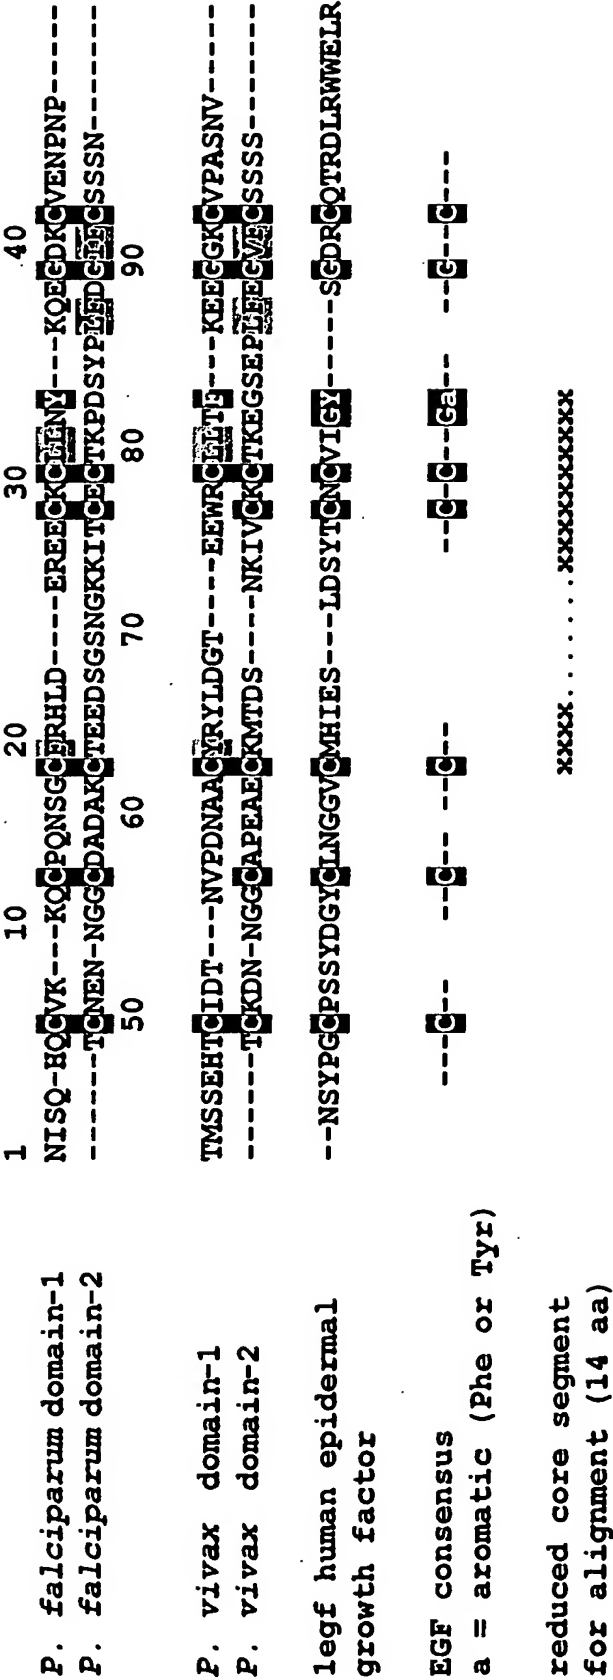 1 10 20 30 40
P. falciparum domain-1 NISQ-HQCVK---KQCPQNSGCFRHLD----EREECKCLLNY---KQEGDKCVENPNP-----
P. falciparum domain-2 ------TCNEN-NGGCDADAKCTEEDSGSNGKKITCECTKPDSYPLFDGIFCSSSN-------
50 60 70 80 90
P. vivax domain-1 TMSSEHTCIDT---NVPDNAACYRYLDGT----EEWRCLLTF---KEEGGKCVPASNV-----
P. vivax domain-2 ------TCKDN-NGGCAPEAECKMTDS----NKIVCKCTKEGSEPLFEGVFCSSSS-------
1egf human epidermal --NSYPGCPSSYDGYCLNGGVCMHIES---LDSYTCNCVIGY-----SGDRCQTRDLRWWELR
growth factor
EGF consensus ----C-- --C-- --C-- --C-C--Ga-- --G--C---
a = aromatic (Phe or Tyr)
reduced core segment xxxx........xxxxxxxxxx
for alignment (14 aa)